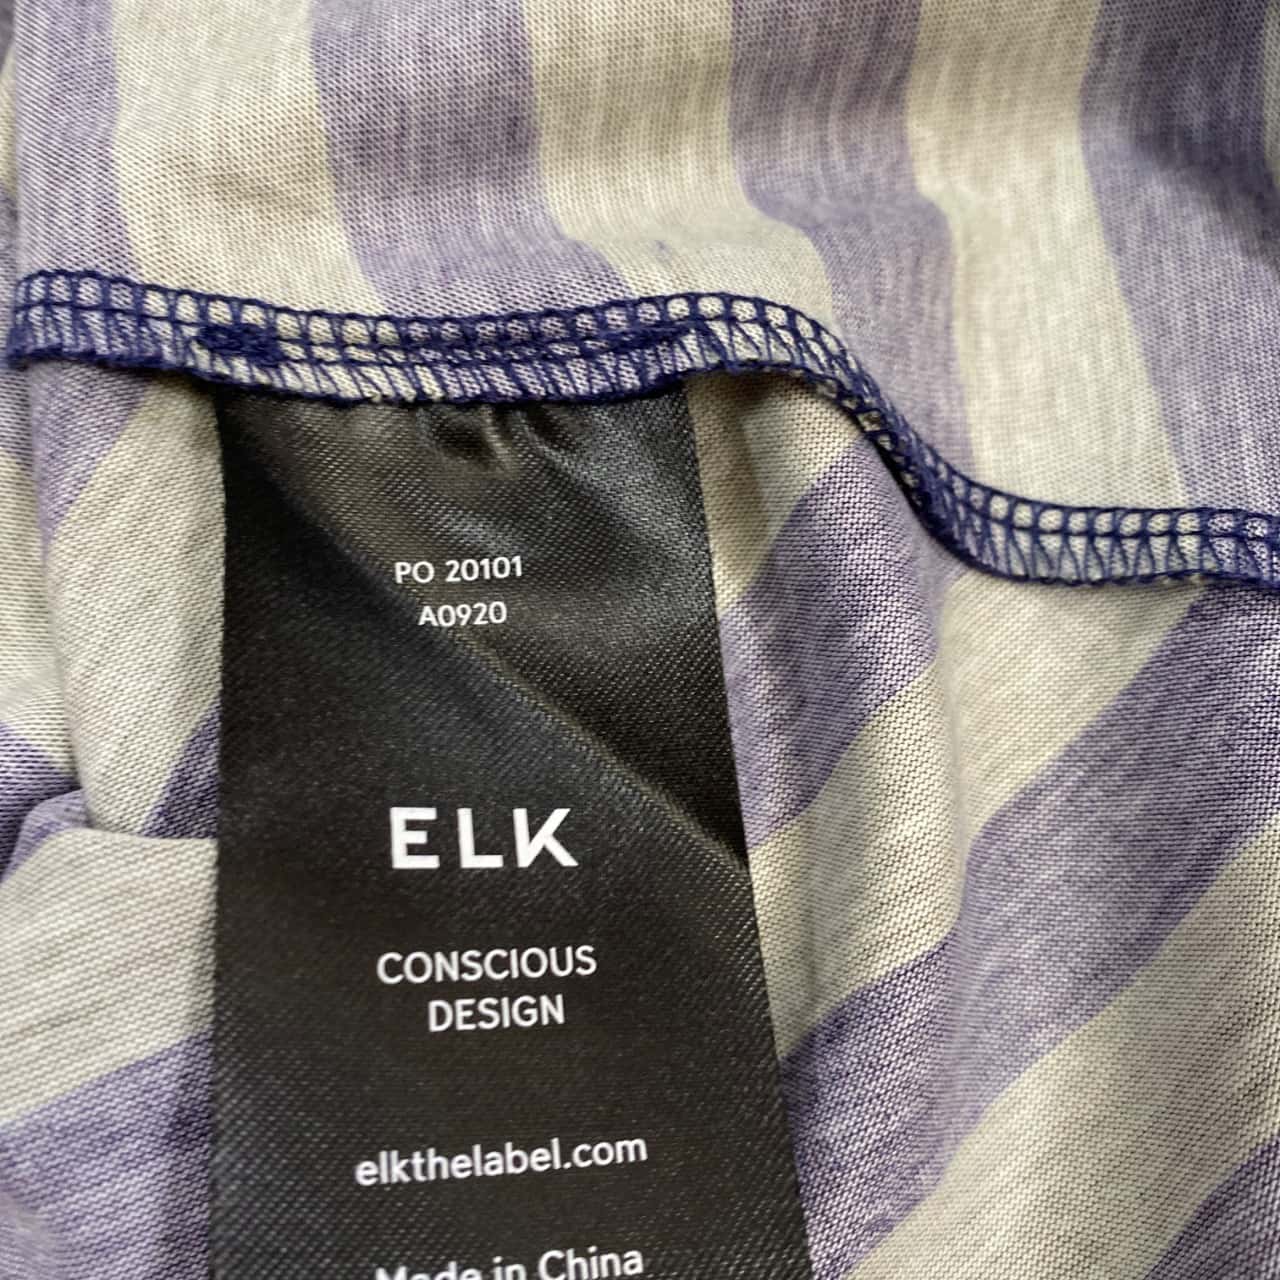 PO 20101
A0920
ELK
CONSCIOUS
DESIGN
elkthelabel.com
Made in China